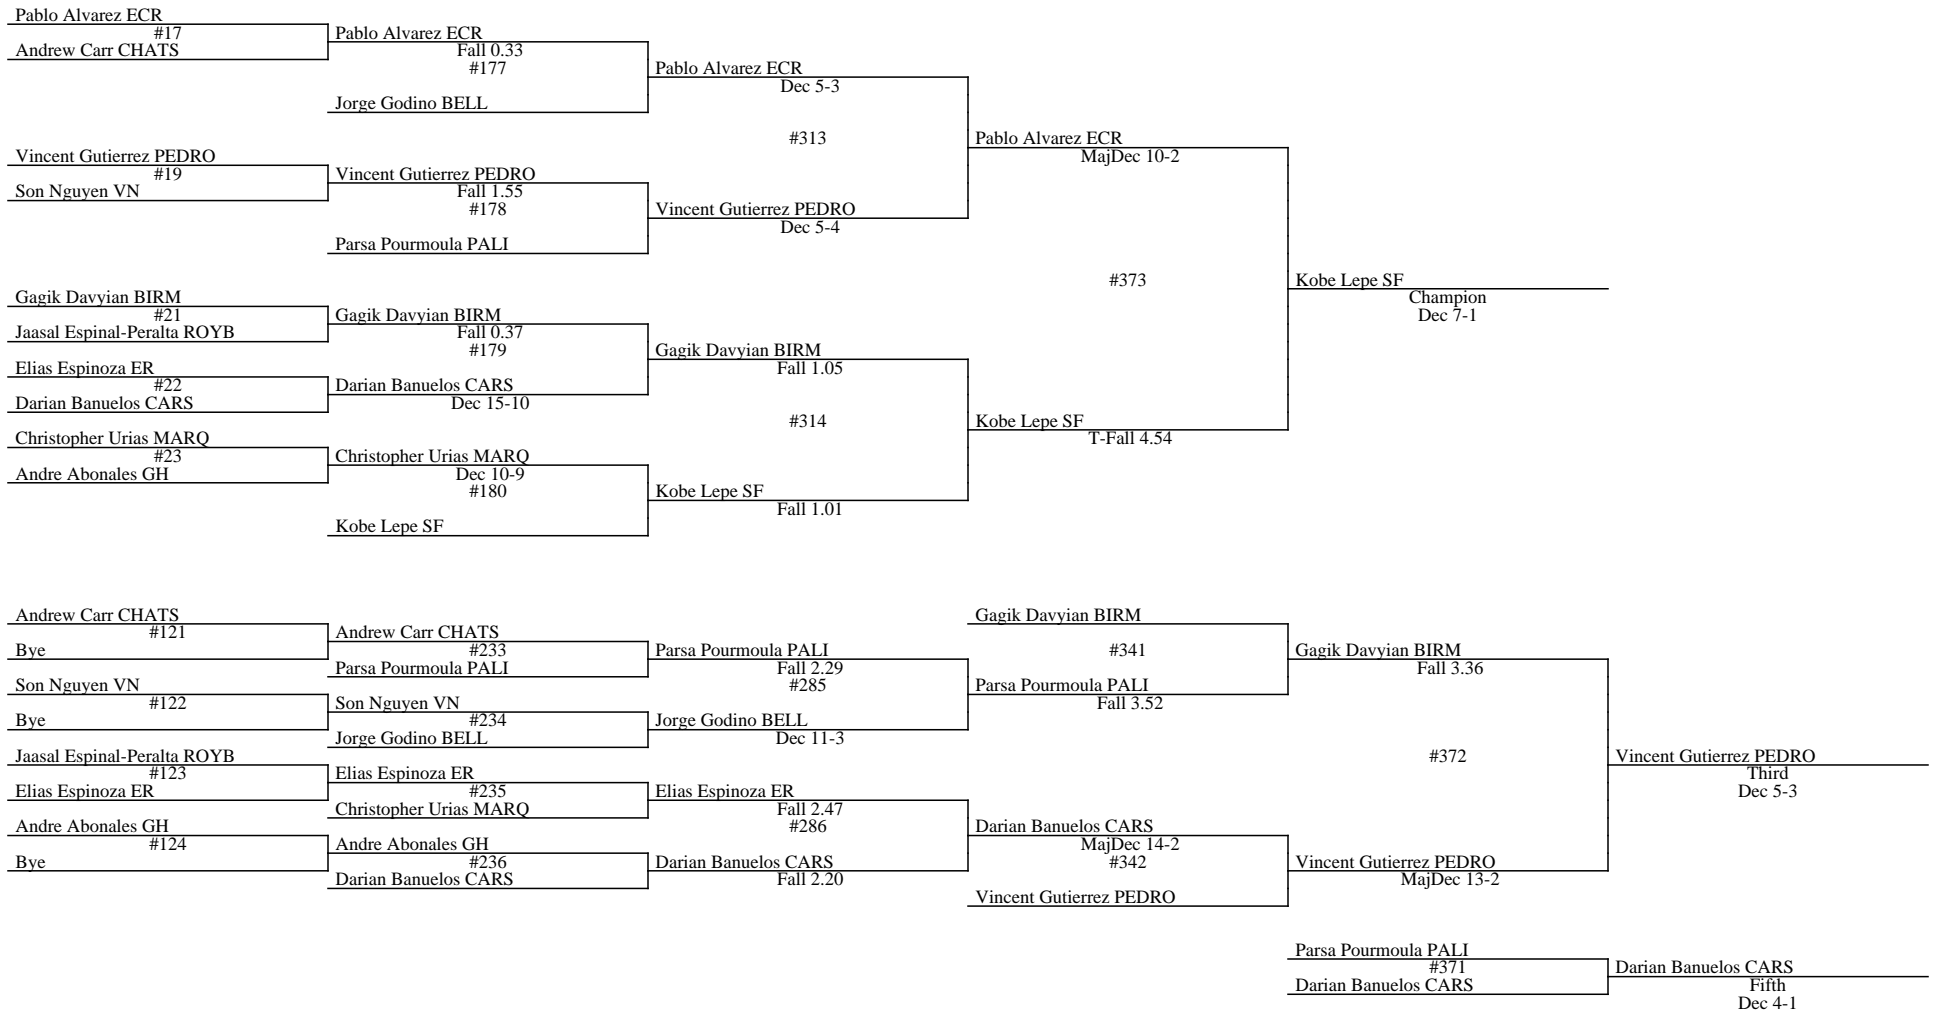 Pablo Alvarez ECR
#17
Andrew Carr CHATS
Pablo Alvarez ECR
Fall 0.33
#177
Jorge Godino BELL
Pablo Alvarez ECR
Dec 5-3
#313
Vincent Gutierrez PEDRO
#19
Son Nguyen VN
Vincent Gutierrez PEDRO
Fall 1.55
#178
Parsa Pourmoula PALI
Vincent Gutierrez PEDRO
Dec 5-4
Pablo Alvarez ECR
MajDec 10-2
#373
Gagik Davyian BIRM
#21
Jaasal Espinal-Peralta ROYB
Gagik Davyian BIRM
Fall 0.37
#179
Elias Espinoza ER
#22
Darian Banuelos CARS
Darian Banuelos CARS
Dec 15-10
Gagik Davyian BIRM
Fall 1.05
#314
Christopher Urias MARQ
#23
Andre Abonales GH
Christopher Urias MARQ
Dec 10-9
#180
Kobe Lepe SF
Kobe Lepe SF
Fall 1.01
Kobe Lepe SF
T-Fall 4.54
Kobe Lepe SF
Champion
Dec 7-1
Andrew Carr CHATS
#121
Bye
Andrew Carr CHATS
#233
Parsa Pourmoula PALI
Parsa Pourmoula PALI
Fall 2.29
#285
Son Nguyen VN
#122
Bye
Son Nguyen VN
#234
Jorge Godino BELL
Jorge Godino BELL
Dec 11-3
Gagik Davyian BIRM
#341
Parsa Pourmoula PALI
Fall 3.52
Gagik Davyian BIRM
Fall 3.36
#372
Jaasal Espinal-Peralta ROYB
#123
Elias Espinoza ER
Elias Espinoza ER
#235
Christopher Urias MARQ
Elias Espinoza ER
Fall 2.47
#286
Andre Abonales GH
#124
Bye
Andre Abonales GH
#236
Darian Banuelos CARS
Darian Banuelos CARS
Fall 2.20
Darian Banuelos CARS
MajDec 14-2
#342
Vincent Gutierrez PEDRO
Vincent Gutierrez PEDRO
MajDec 13-2
Vincent Gutierrez PEDRO
Third
Dec 5-3
Parsa Pourmoula PALI
#371
Darian Banuelos CARS
Darian Banuelos CARS
Fifth
Dec 4-1